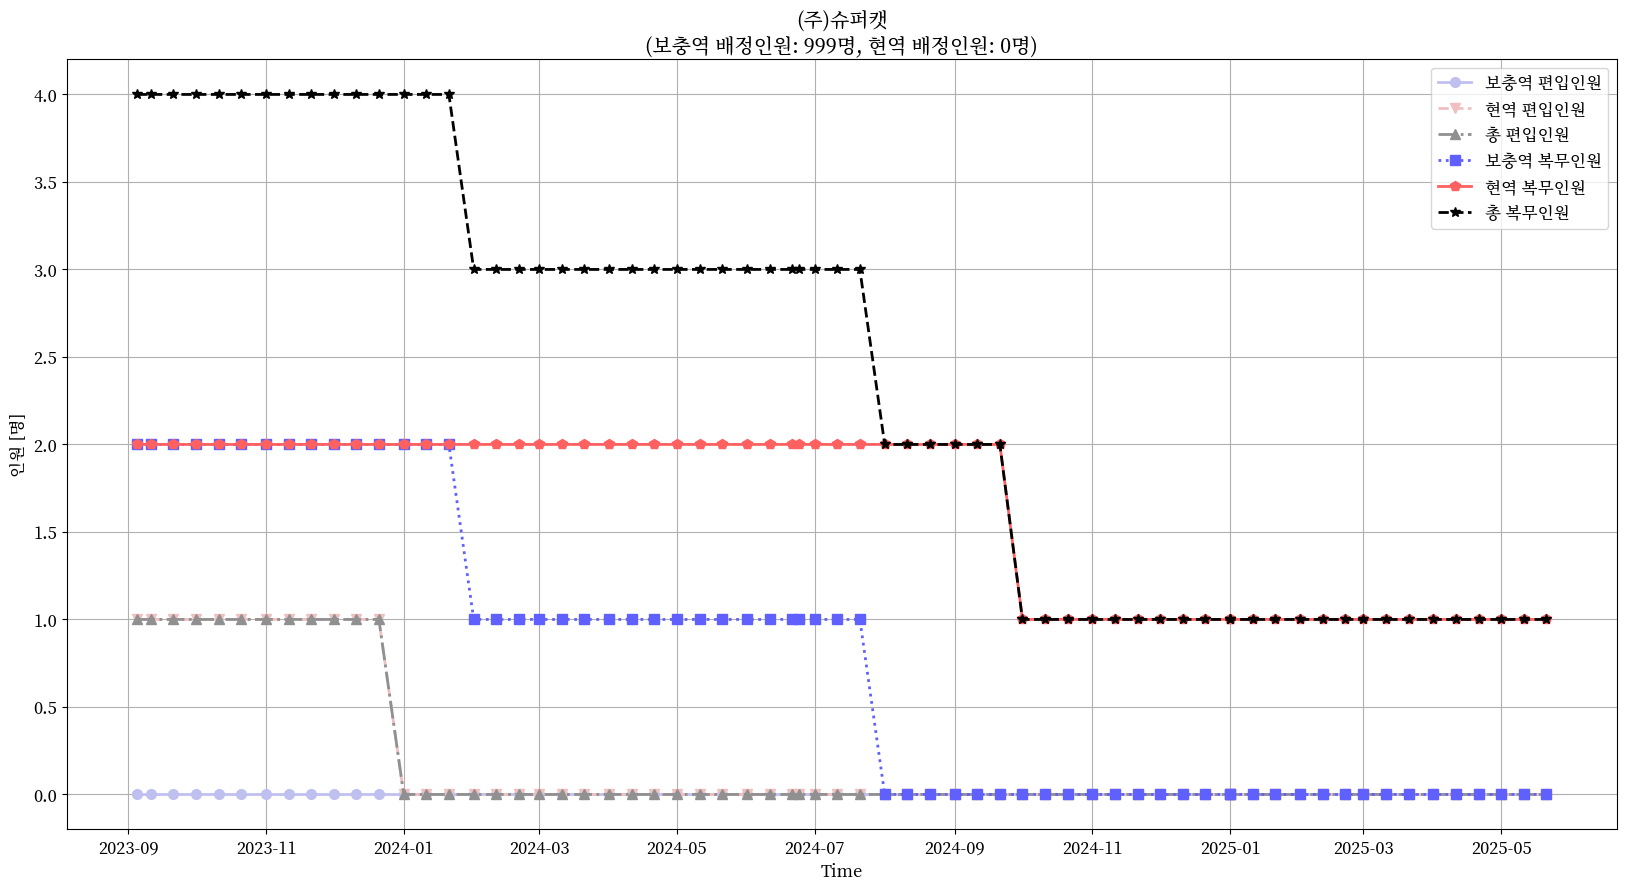 (주)슈퍼캣
(보충역 배정인원: 999명, 현역 배정인원: 0명)
보충역 편입인원
현역 편입인원
총 편입인원
보충역 복무인원
현역 복무인원
총 복무인원
4.0
3.5
3.0
2.5
2.0
1.5
1.0
0.5
0.0
인원 [명]
2023-09 2023-11 2024-01 2024-03 2024-05 2024-07 2024-09 2024-11 2025-01 2025-03 2025-05
Time